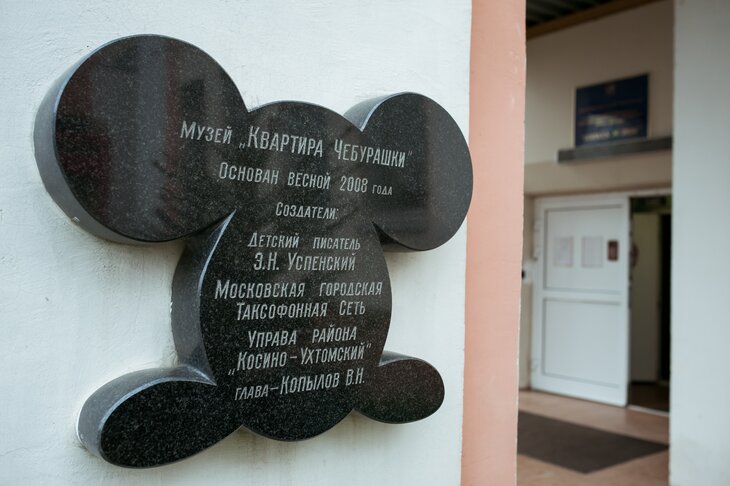 Музей „Квартира Чебурашки"
Основан весной 2008 года
Создатели:
Детский писатель
Э.Н. Успенский
Московская городская
Таксофонная Сеть
Управа района
"Косино-Ухтомский"
глава-Копылов В.Н.